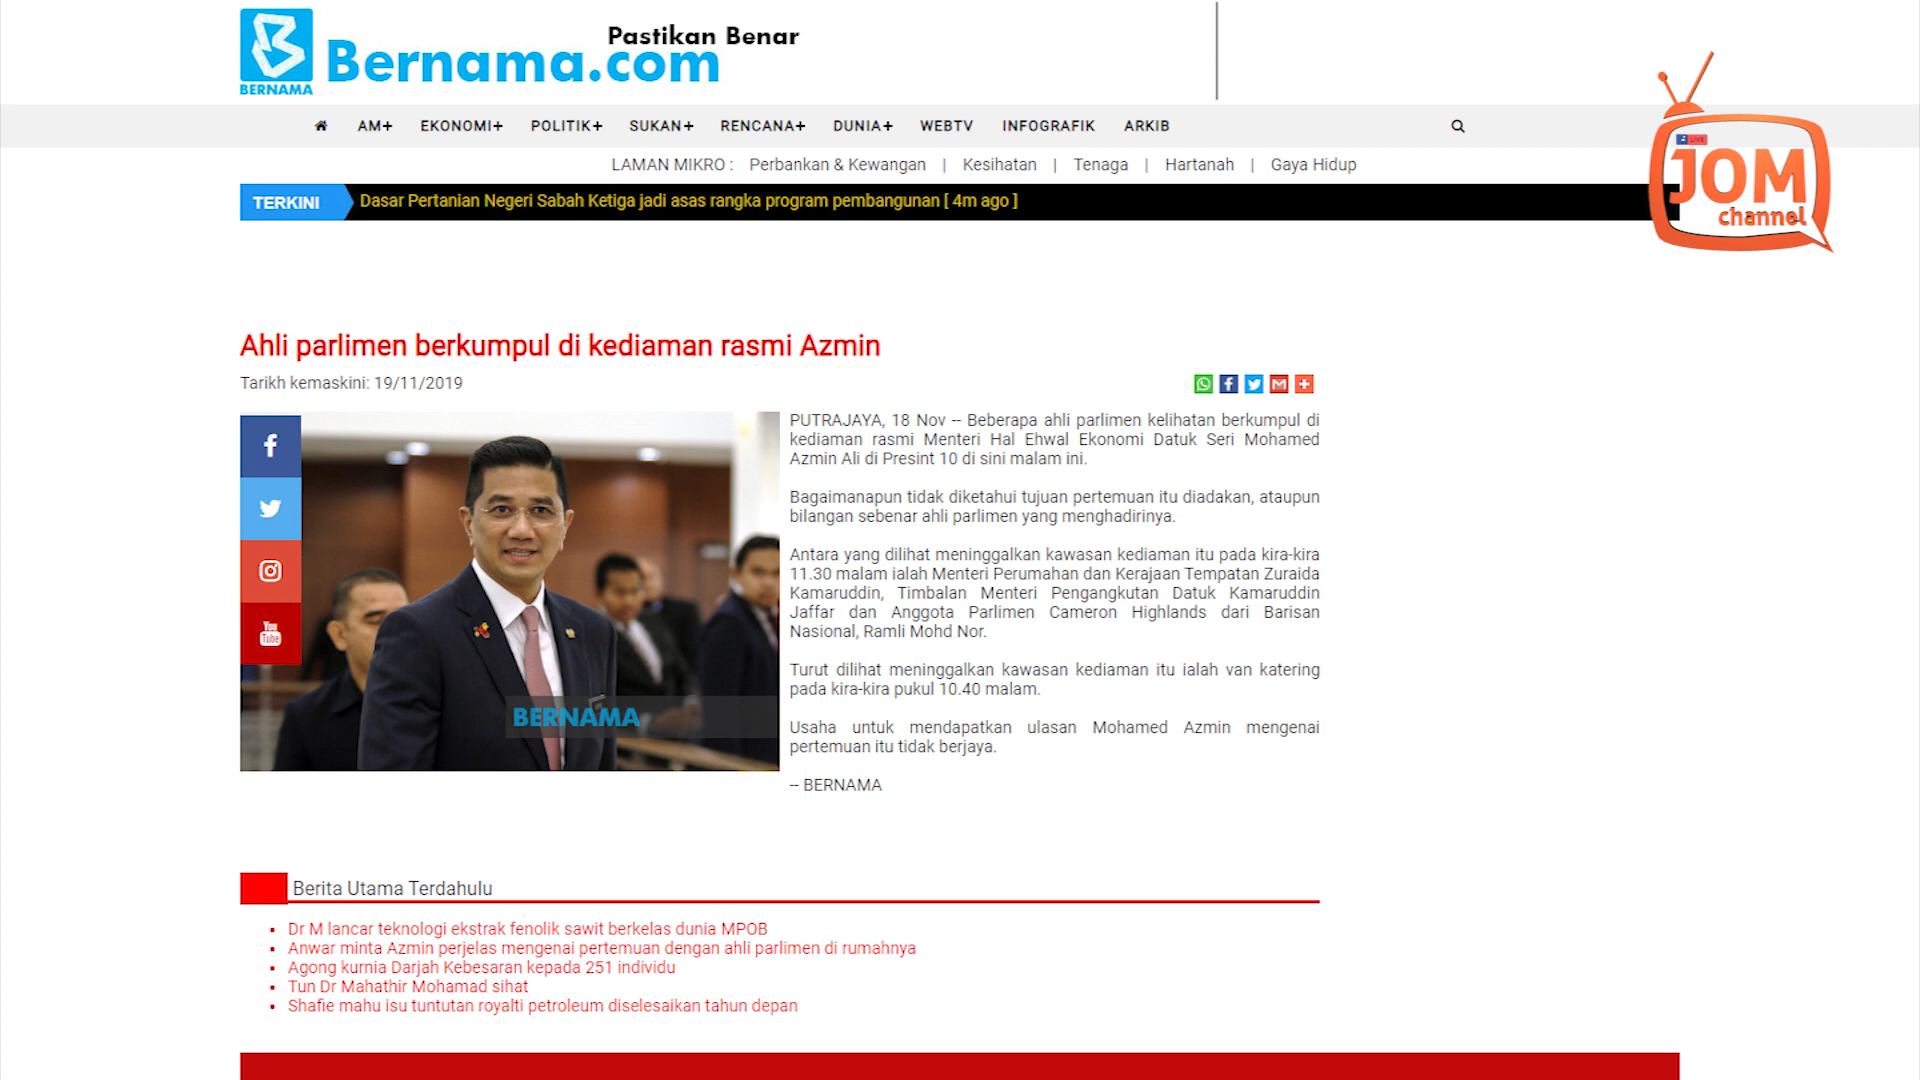 Pastikan Benar
Bernama.com
BERNAMA
AM+ EKONOMI+ POLITIK+ SUKAN+ RENCANA+ DUNIA+ WEBTV INFOGRAFIK ARKIB
LIVE
JOM
channel
LAMAN MIKRO : Perbankan & Kewangan | Kesihatan | Tenaga | Hartanah | Gaya Hidup
TERKINI Dasar Pertanian Negeri Sabah Ketiga jadi asas rangka program pembangunan [ 4m ago ]
Ahli parlimen berkumpul di kediaman rasmi Azmin
Tarikh kemaskini: 19/11/2019
You
Tube
BERNAMA
PUTRAJAYA, 18 Nov -- Beberapa ahli parlimen kelihatan berkumpul di
kediaman rasmi Menteri Hal Ehwal Ekonomi Datuk Seri Mohamed
Azmin Ali di Presint 10 di sini malam ini.
Bagaimanapun tidak diketahui tujuan pertemuan itu diadakan, ataupun
bilangan sebenar ahli parlimen yang menghadirinya.
Antara yang dilihat meninggalkan kawasan kediaman itu pada kira-kira
11.30 malam ialah Menteri Perumahan dan Kerajaan Tempatan Zuraida
Kamaruddin, Timbalan Menteri Pengangkutan Datuk Kamaruddin
Jaffar dan Anggota Parlimen Cameron Highlands dari Barisan
Nasional, Ramli Mohd Nor.
Turut dilihat meninggalkan kawasan kediaman itu ialah van katering
pada kira-kira pukul 10.40 malam.
Usaha untuk mendapatkan ulasan Mohamed Azmin mengenai
pertemuan itu tidak berjaya.
-- BERNAMA
Berita Utama Terdahulu
Dr M lancar teknologi ekstrak fenolik sawit berkelas dunia MPOB
Anwar minta Azmin perjelas mengenai pertemuan dengan ahli parlimen di rumahnya
Agong kurnia Darjah Kebesaran kepada 251 individu
Tun Dr Mahathir Mohamad sihat
Shafie mahu isu tuntutan royalti petroleum diselesaikan tahun depan